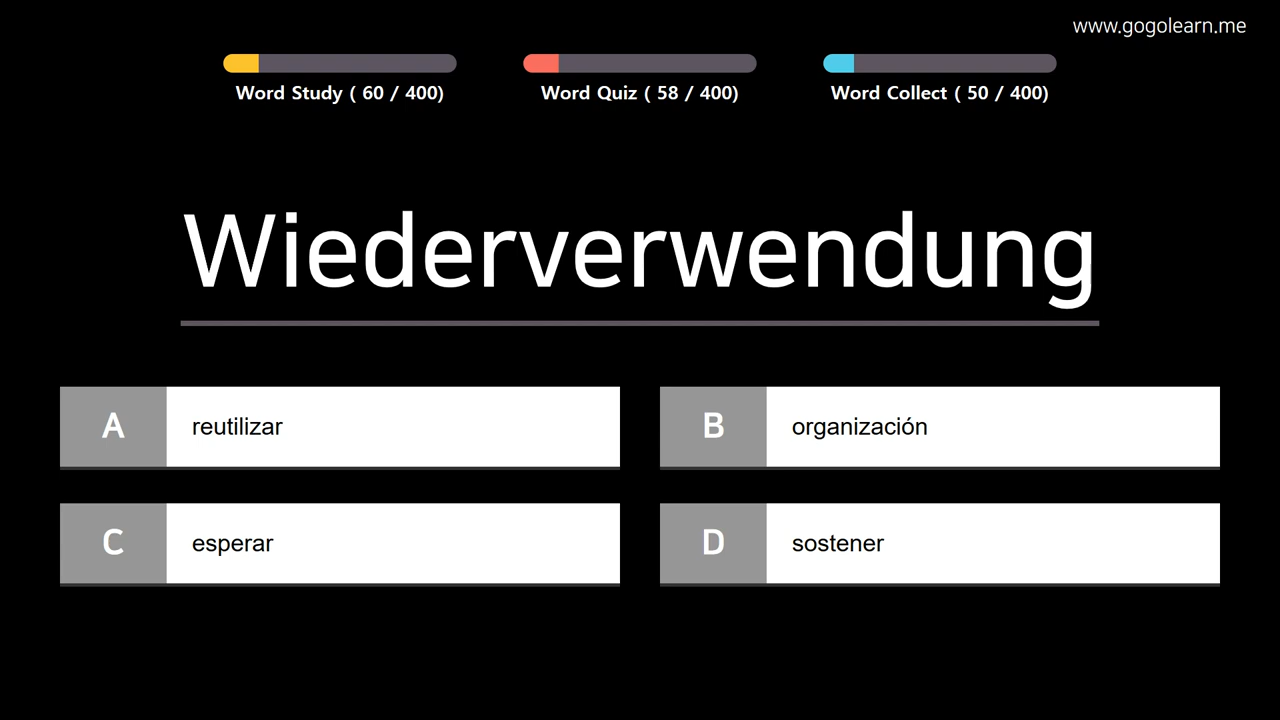 www.gogolearn.me
Word Study ( 60 / 400)
Word Quiz ( 58 / 400)
Word Collect ( 50 / 400)
Wiederverwendung
A
reutilizar
B
organización
C
esperar
D
sostener